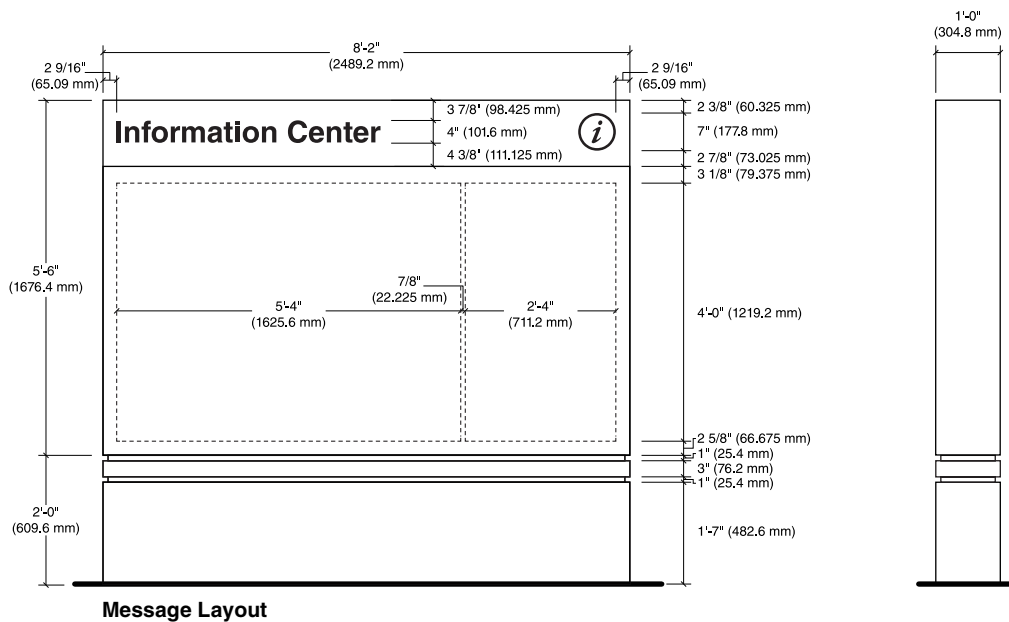 1'-0"
(304.8 mm)
8'-2"
(2489.2 mm)
2 9/16"
(65.09 mm)
2 9/16"
(65.09 mm)
3 7/8" (98.425 mm)
2 3/8" (60.325 mm)
Information Center
4" (101.6 mm)
i
7" (177.8 mm)
4 3/8" (111.125 mm)
2 7/8" (73.025 mm)
3 1/8" (79.375 mm)
5'-6"
(1676.4 mm)
7/8"
(22.225 mm)
5'-4"
(1625.6 mm)
2'-4"
(711.2 mm)
4'-0" (1219.2 mm)
2 5/8" (66.675 mm)
1" (25.4 mm)
3" (76.2 mm)
1" (25.4 mm)
2'-0"
(609.6 mm)
1'-7" (482.6 mm)
Message Layout